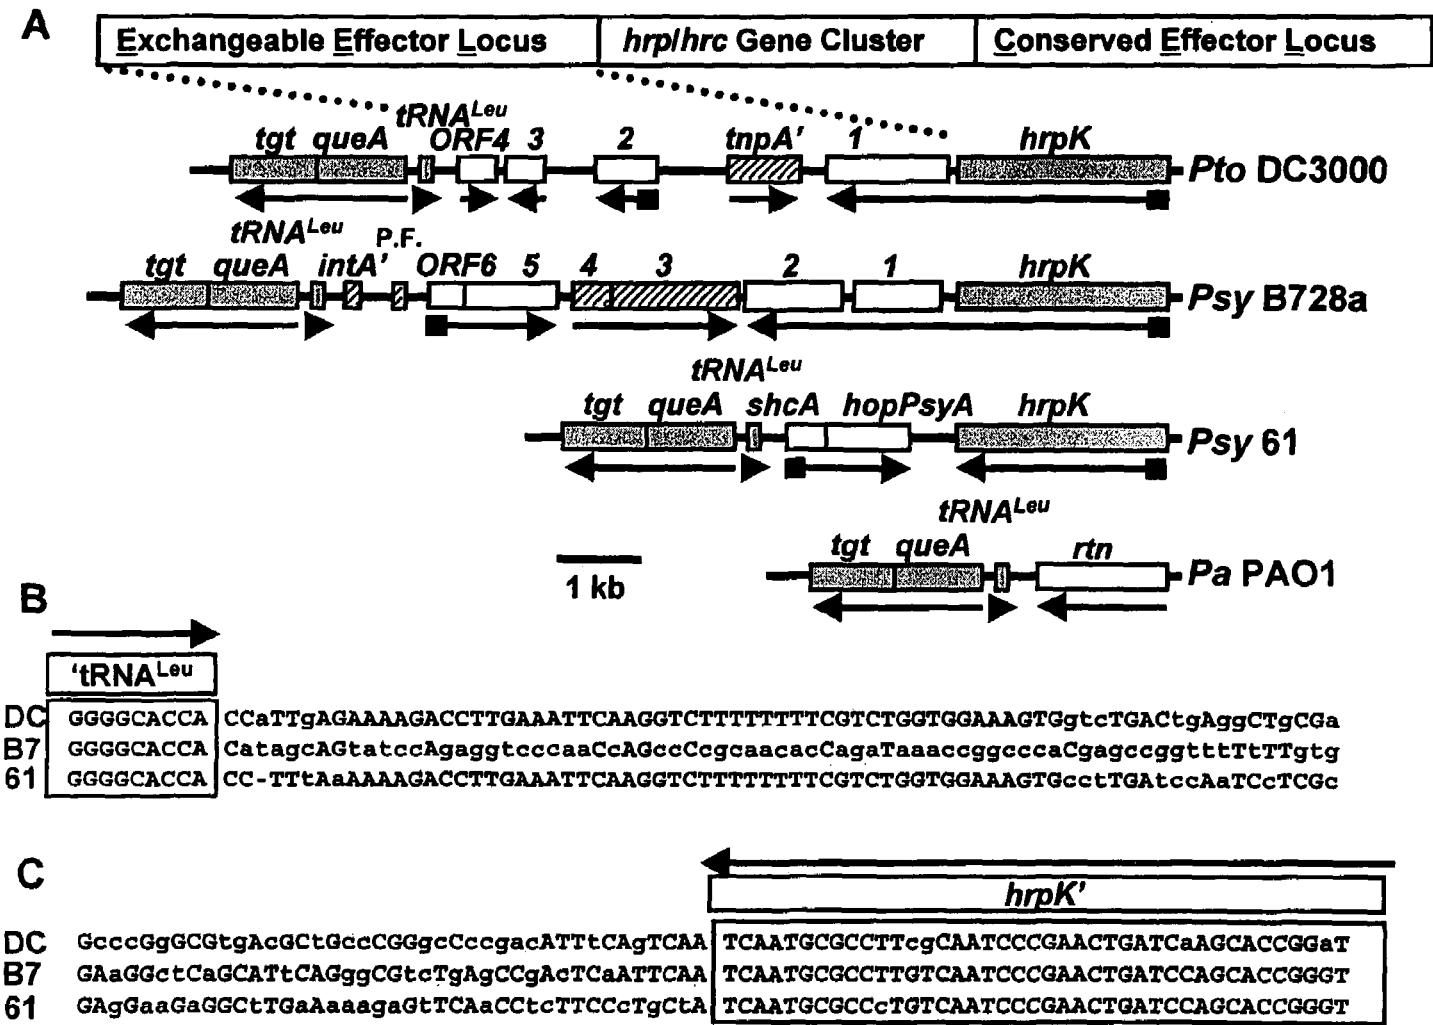 A
Exchangeable Effector Locus hrp/hrc Gene Cluster Conserved Effector Locus
tRNALeu
tgt queA ORF4 3 2 tnpA' 1 hrpK
Pto DC3000
tRNALeu P.F.
tgt queA intA' ORF6 5 4 3 2 1 hrpK
Psy B728a
tRNALeu
tgt queA shcA hopPsyA hrpK
Psy 61
tRNALeu
tgt queA rtn
1 kb
Pa PAO1
B
'tRNALeu
DC GGGGCACCA CCaTTgAGAAAAGACCTTGAAATTCAAGGTCTTTTTTTTTCGTCTGGTGGAAAGTGgtcTGACtgAggCTgCGa
B7 GGGGCACCA CatagcAGtatccAgaggtcccaaCcAGccCcgcaacacCagaTaaaccggcccaCgagccggtttTtTTgtg
61 GGGGCACCA CC-TTtAaAAAAGACCTTGAAATTCAAGGTCTTTTTTTTTCGTCTGGTGGAAAGTGcctTGAtccAaTCcTCGc
C
hrpK'
DC GcccGgGCGtgAcGCtGccCGGgcCccgacATTtCAgTCAA TCAATGCGCCTTcgCAATCCCGAACTGATCaAGCACCGGaT
B7 GAaGGctCaGCATtCAGggCGtcTgAgCCgAcTCaATTCAA TCAATGCGCCTTGTCAATCCCGAACTGATCCAGCACCGGGT
61 GAgGaaGaGGCtTGaAaaagaGtTCAaCCtcTTCCcTgCtA TCAATGCGCCcTGTCAATCCCGAACTGATCCAGCACCGGGT